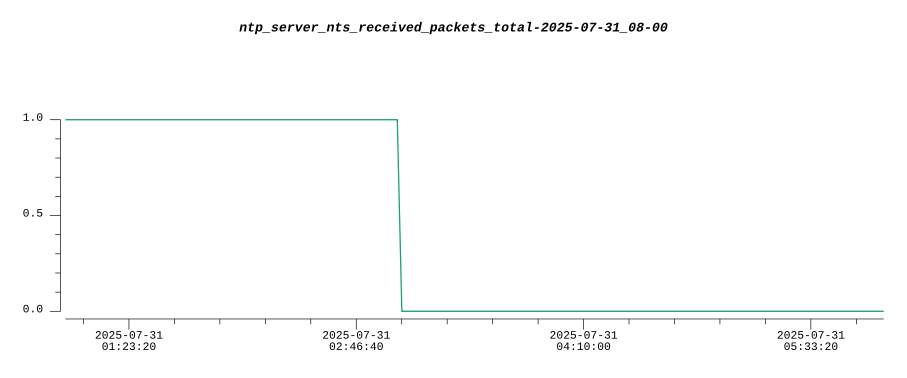 ntp_server_nts_received_packets_total-2025-07-31_08-00
1.0
0.5
0.0
2025-07-31 2025-07-31 2025-07-31 2025-07-31
01:23:20 02:46:40 04:10:00 05:33:20